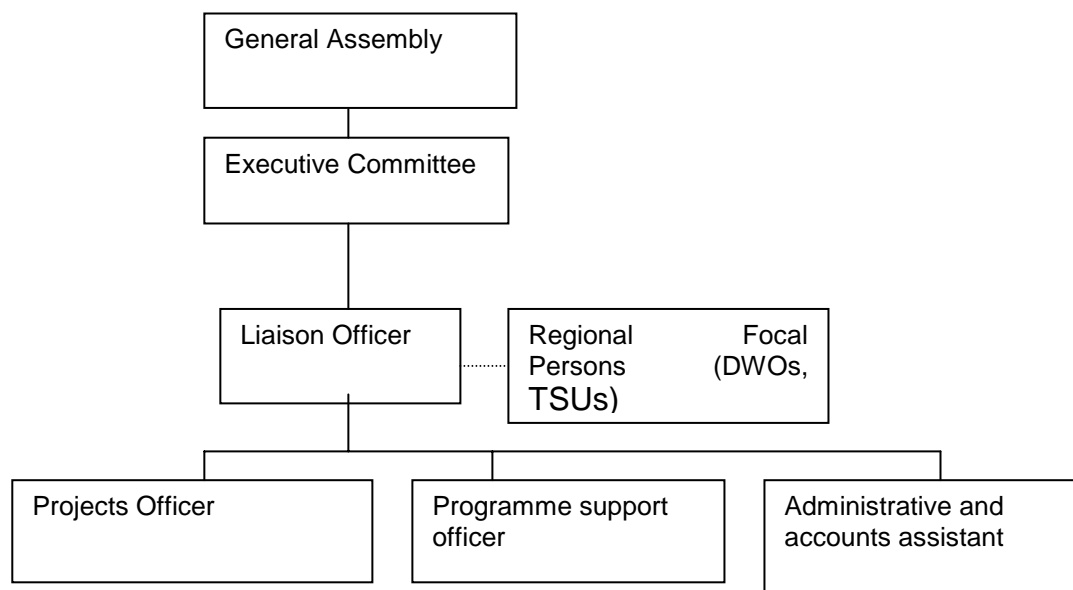 General Assembly
Executive Committee
Liaison Officer
Regional Focal
Persons (DWOs,
TSUs)
Projects Officer
Programme support
officer
Administrative and
accounts assistant